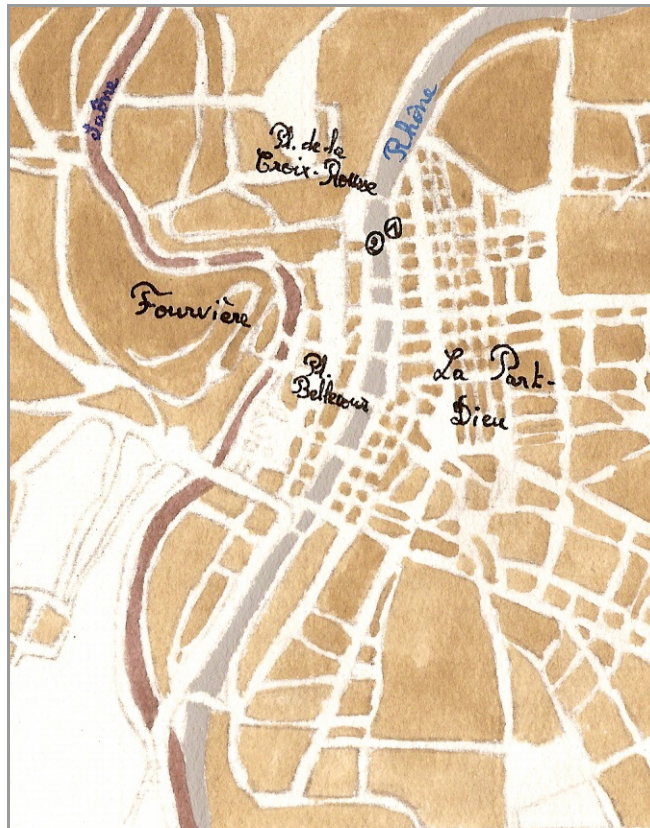 Saône
Rhône
Pl. de la
Croix-Rousse
1
2
Fourvière
La Part-
Dieu
Pl.
Bellecour